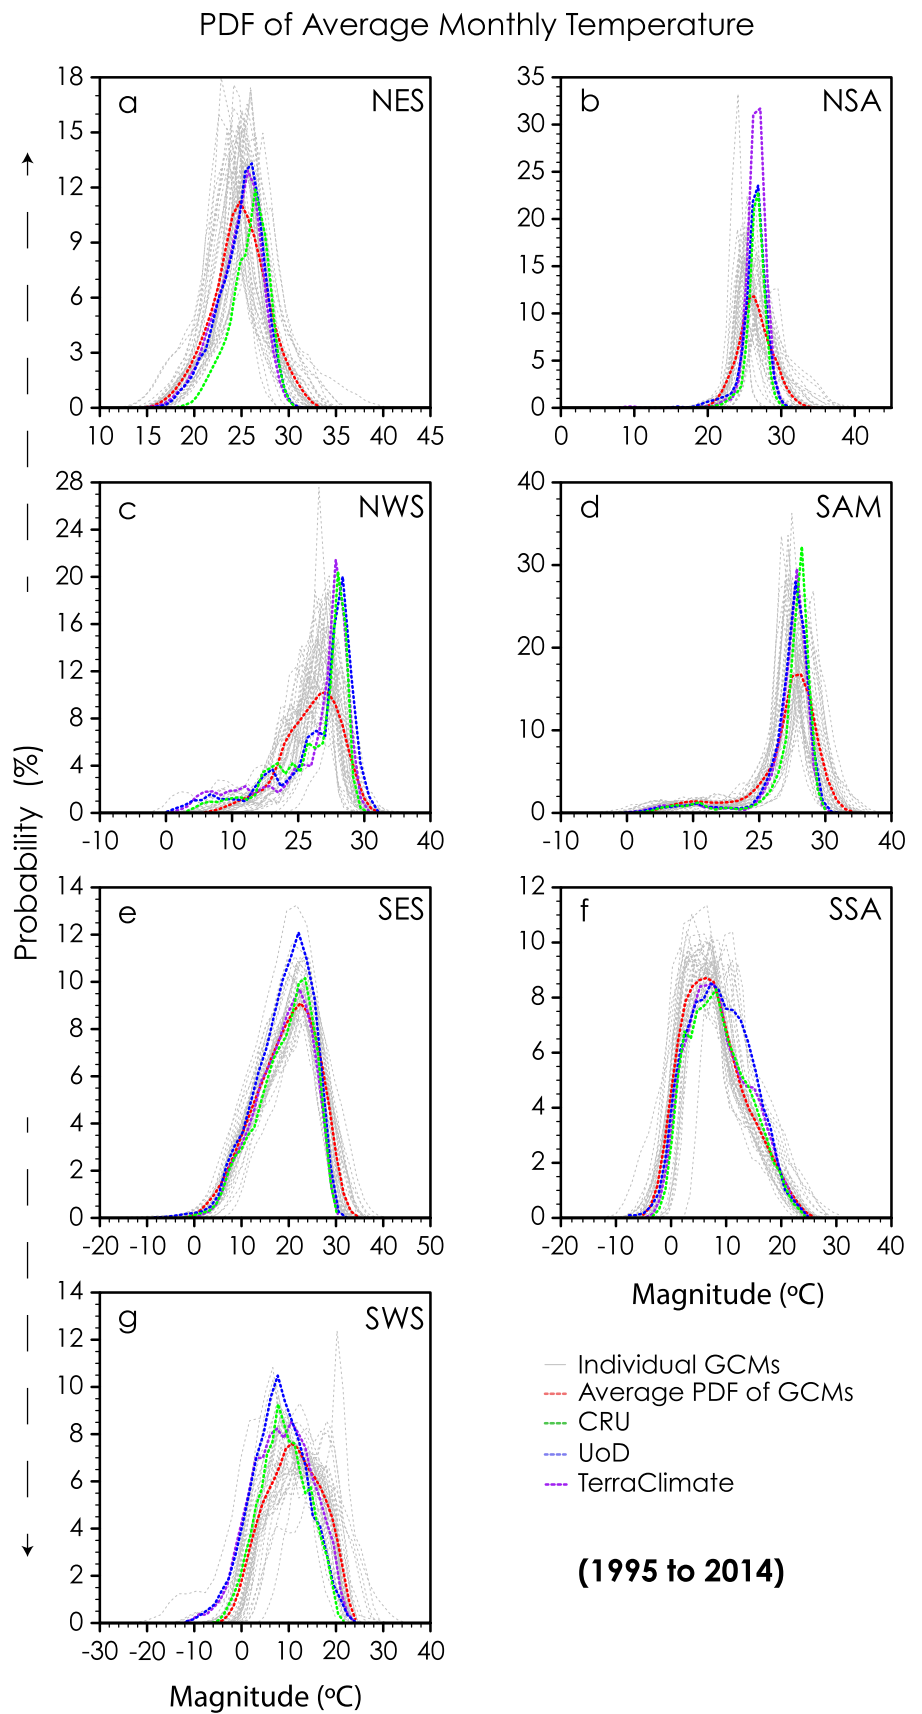 PDF of Average Monthly Temperature
18
15
12
9
6
3
0
a
NES
10 15 20 25 30 35 40 45
35
30
25
20
15
10
5
0
b
NSA
0 10 20 30 40
28
24
20
16
12
8
4
0
c
NWS
-10 0 10 25 30 40
40
30
20
10
0
d
SAM
-10 0 10 25 30 40
Probability (%)
14
12
10
8
6
4
2
0
e
SES
-20 -10 0 10 20 30 40 50
12
10
8
6
4
2
0
f
SSA
-20 -10 0 10 20 30 40
Magnitude (ºC)
14
12
10
8
6
4
2
0
g
SWS
-30 -20 -10 0 10 20 30 40
Magnitude (ºC)
Individual GCMs
Average PDF of GCMs
CRU
UoD
TerraClimate
(1995 to 2014)